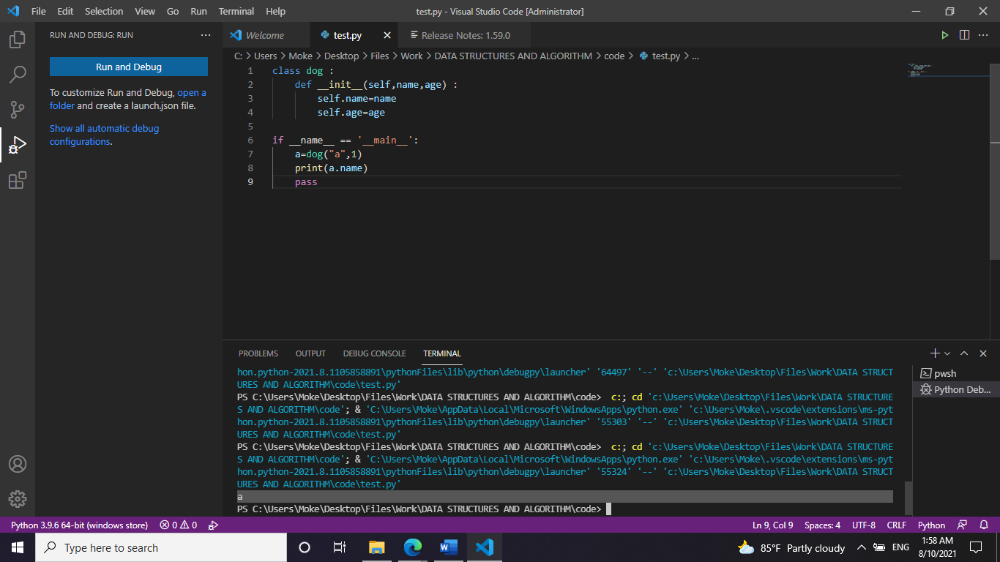 File Edit Selection View Go Run Terminal Help test.py - Visual Studio Code [Administrator]
RUN AND DEBUG: RUN ···
Run and Debug
To customize Run and Debug, open a
folder and create a launch.json file.
Show all automatic debug
configurations.
Welcome test.py Release Notes: 1.59.0
C: > Users > Moke > Desktop > Files > Work > DATA STRUCTURES AND ALGORITHM > code > test.py > ...
1 class dog :
2 def __init__(self,name,age) :
3 self.name=name
4 self.age=age
5
6 if __name__ == '__main__':
7 a=dog("a",1)
8 print(a.name)
9 pass
PROBLEMS OUTPUT DEBUG CONSOLE TERMINAL
hon.python-2021.8.1105858891\pythonFiles\lib\python\debugpy\launcher' '64497' '--' 'c:\Users\Moke\Desktop\Files\Work\DATA STRUCT
URES AND ALGORITHM\code\test.py'
PS C:\Users\Moke\Desktop\Files\Work\DATA STRUCTURES AND ALGORITHM\code>  c:; cd 'c:\Users\Moke\Desktop\Files\Work\DATA STRUCTURE
S AND ALGORITHM\code'; & 'C:\Users\Moke\AppData\Local\Microsoft\WindowsApps\python.exe' 'c:\Users\Moke\.vscode\extensions\ms-pyt
hon.python-2021.8.1105858891\pythonFiles\lib\python\debugpy\launcher' '55303' '--' 'c:\Users\Moke\Desktop\Files\Work\DATA STRUCT
URES AND ALGORITHM\code\test.py'
PS C:\Users\Moke\Desktop\Files\Work\DATA STRUCTURES AND ALGORITHM\code>  c:; cd 'c:\Users\Moke\Desktop\Files\Work\DATA STRUCTURE
S AND ALGORITHM\code'; & 'C:\Users\Moke\AppData\Local\Microsoft\WindowsApps\python.exe' 'c:\Users\Moke\.vscode\extensions\ms-pyt
hon.python-2021.8.1105858891\pythonFiles\lib\python\debugpy\launcher' '55324' '--' 'c:\Users\Moke\Desktop\Files\Work\DATA STRUCT
URES AND ALGORITHM\code\test.py'
a
PS C:\Users\Moke\Desktop\Files\Work\DATA STRUCTURES AND ALGORITHM\code>
pwsh
Python Deb...
Python 3.9.6 64-bit (windows store) 0 0 Ln 9, Col 9 Spaces: 4 UTF-8 CRLF Python
Type here to search 85°F Partly cloudy ENG
1:58 AM
8/10/2021